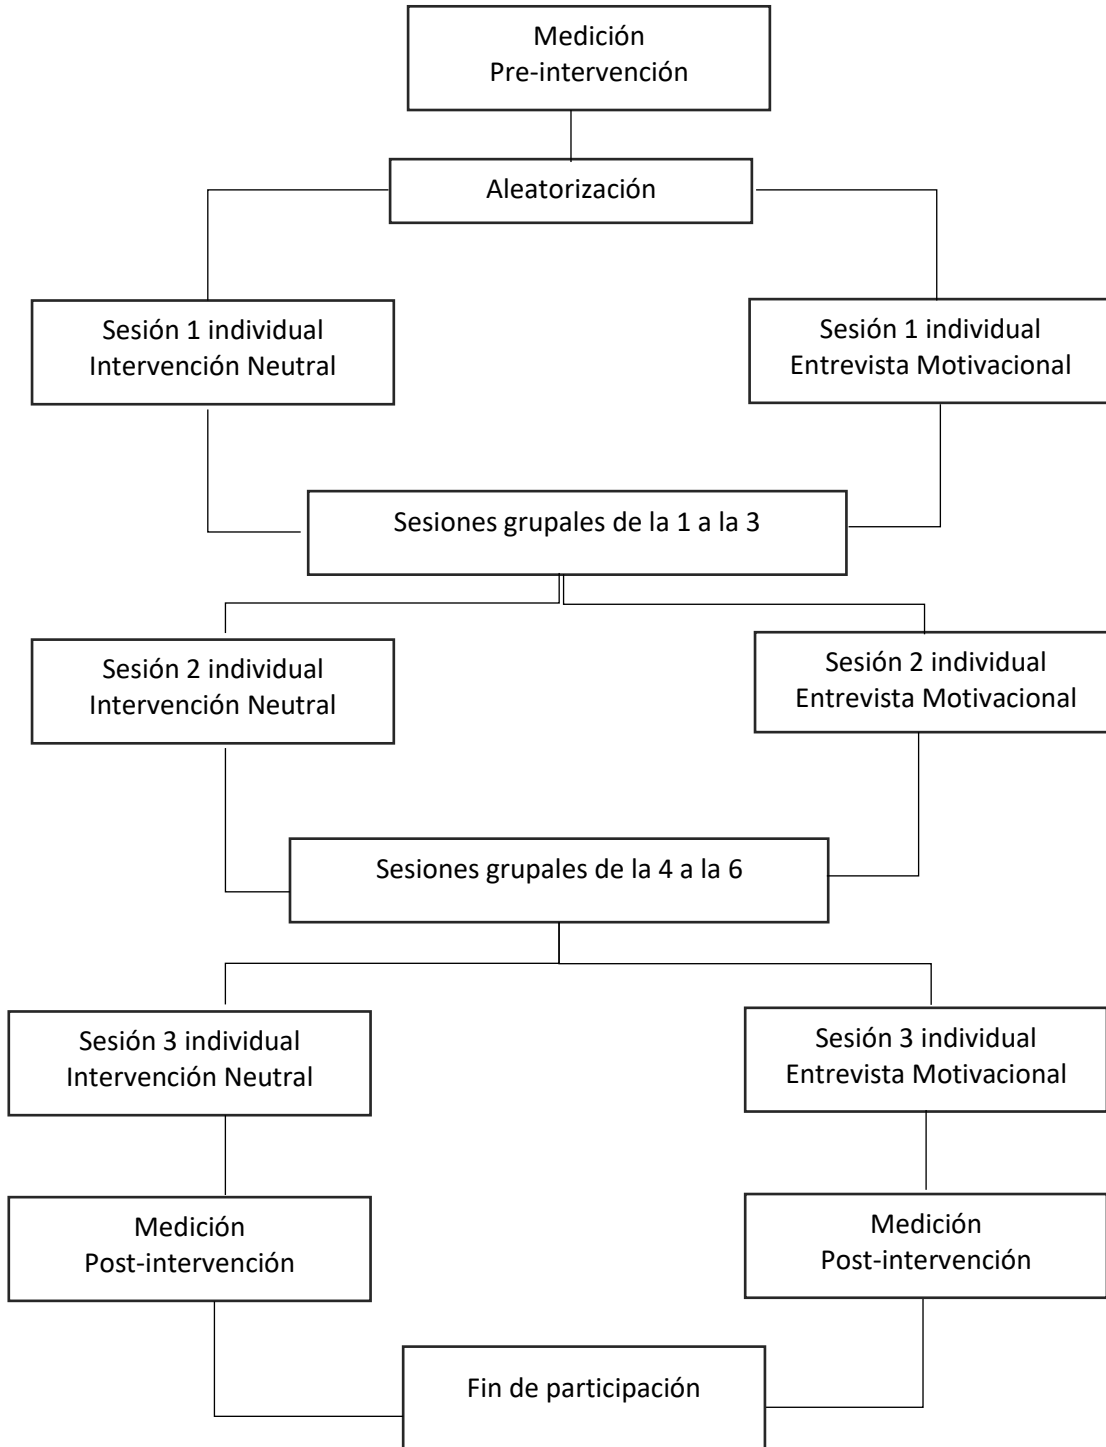 Medición
Pre-intervención
Aleatorización
Sesión 1 individual
Intervención Neutral
Sesión 1 individual
Entrevista Motivacional
Sesiones grupales de la 1 a la 3
Sesión 2 individual
Intervención Neutral
Sesión 2 individual
Entrevista Motivacional
Sesiones grupales de la 4 a la 6
Sesión 3 individual
Intervención Neutral
Sesión 3 individual
Entrevista Motivacional
Medición
Post-intervención
Medición
Post-intervención
Fin de participación